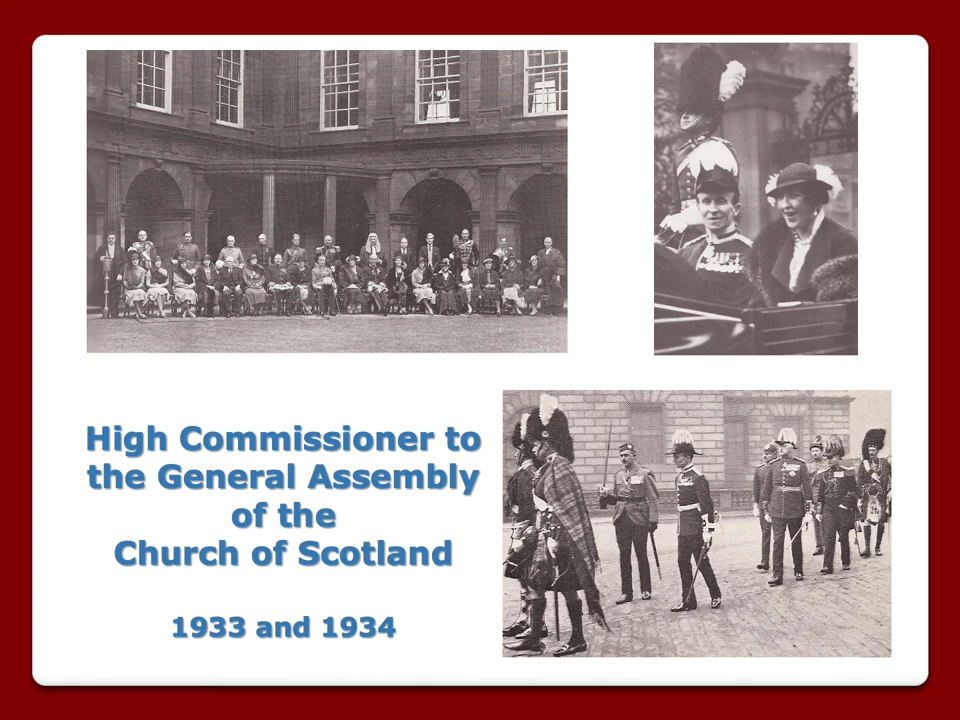 High Commissioner to
the General Assembly
of the
Church of Scotland
1933 and 1934